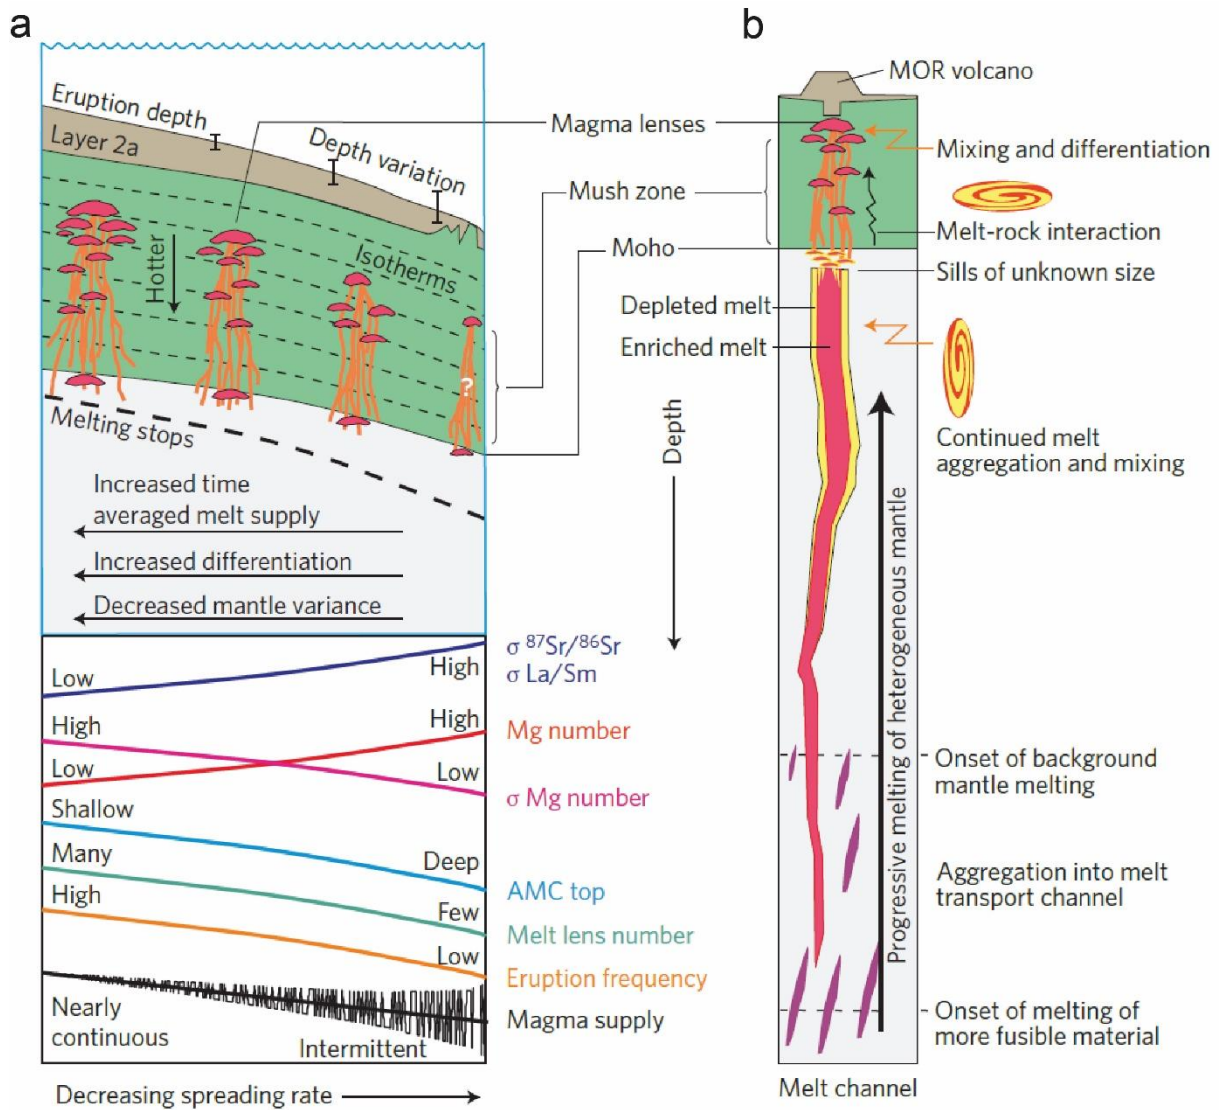 a
Eruption depth
Layer 2a
Depth variation
Hotter
Isotherms
?
Melting stops
Increased time
averaged melt supply
Increased differentiation
Decreased mantle variance
Magma lenses
Mush zone
Moho
Low
High
σ ⁸⁷Sr/⁸⁶Sr
σ La/Sm
High
High
Mg number
Low
Low
σ Mg number
Shallow
Deep
AMC top
Many
Few
Melt lens number
High
Low
Eruption frequency
Nearly
continuous
Intermittent
Magma supply
Decreasing spreading rate
b
MOR volcano
Mixing and differentiation
Melt-rock interaction
Sills of unknown size
Depleted melt
Enriched melt
Depth
Continued melt
aggregation and mixing
Progressive melting of heterogeneous mantle
Onset of background
mantle melting
Aggregation into melt
transport channel
Onset of melting of
more fusible material
Melt channel